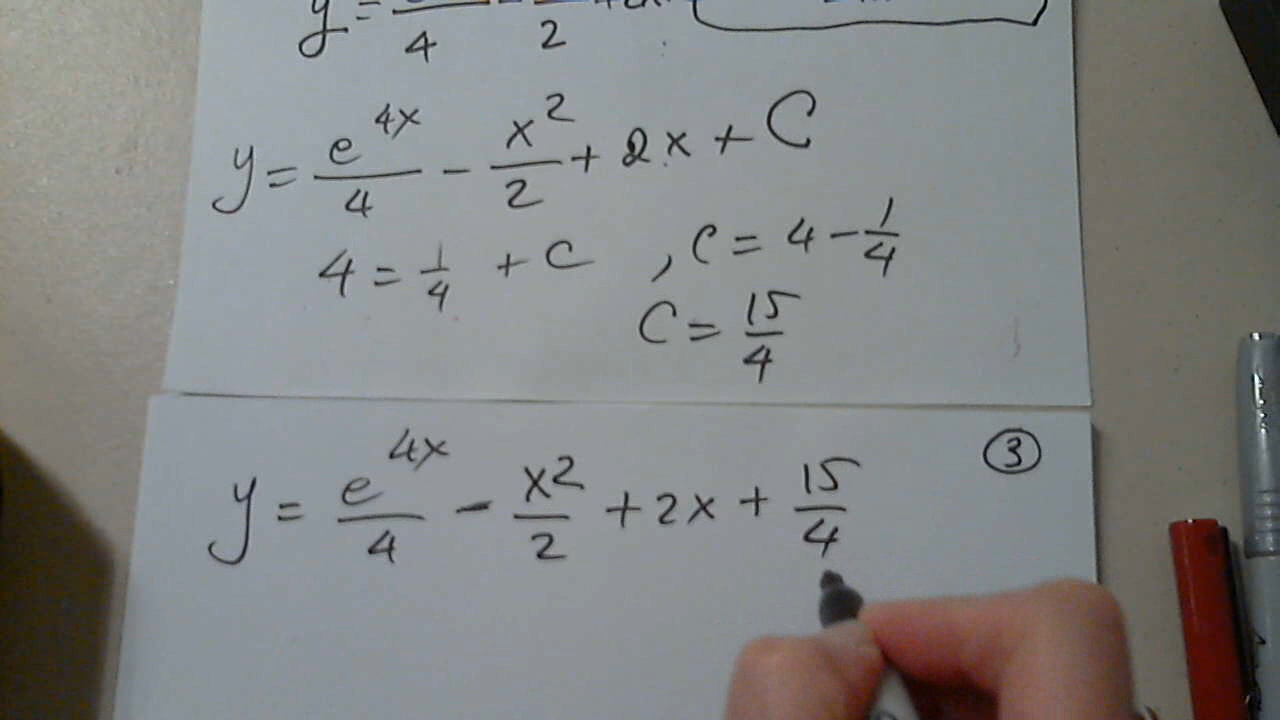 y = e^{4x}/4 - x^2/2 + 2x + C
4 = 1/4 + C , C = 4 - 1/4
C = 15/4
③
y = e^{4x}/4 - x^2/2 + 2x + 15/4